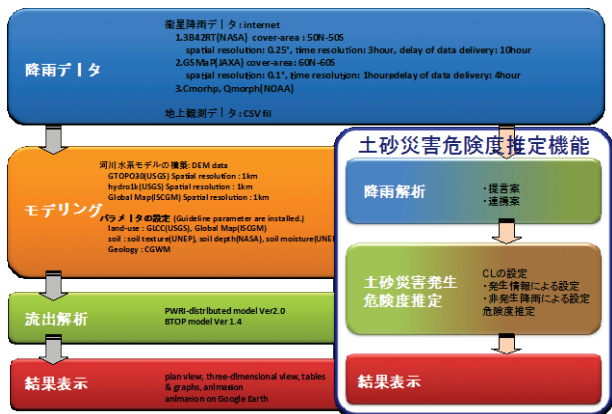 降雨データ
衛星降雨データ: internet
1.3B42RT(NASA) cover-area : 50N-50S
spatial resolution: 0.25°, time resolution: 3hour, delay of data delivery: 10hour
2.GSMaP(JAXA) cover-area: 60N-60S
spatial resolution: 0.1°, time resolution: 1houredelay of data delivery: 4hour
3.Cmorhp, Qmorph(NOAA)
地上観測データ: CSV fil
モデリング
河川水系モデルの構築: DEM data
GTOPO30(USGS) Spatial resolution : 1km
hydro1k(USGS) Spatial resolution : 1km
Global Map(ISCGM) Spatial resolution : 1km
パラメータの設定 (Guideline parameter are installed.)
land-use : GLCC(USGS), Global Map(ISCGM)
soil : soil texture(UNEP), soil depth(NASA), soil moisture(UNE
Geology : CGWM
流出解析
PWRI-distributed model Ver2.0
BTOP model Ver 1.4
結果表示
plan view, three-dimensional view, tables
& graphs, animation
animation on Google Earth
土砂災害危険度推定機能
降雨解析
・提言案
・連携案
土砂災害発生
危険度推定
CLの設定
・発生情報による設定
・非発生降雨による設定
危険度推定
結果表示